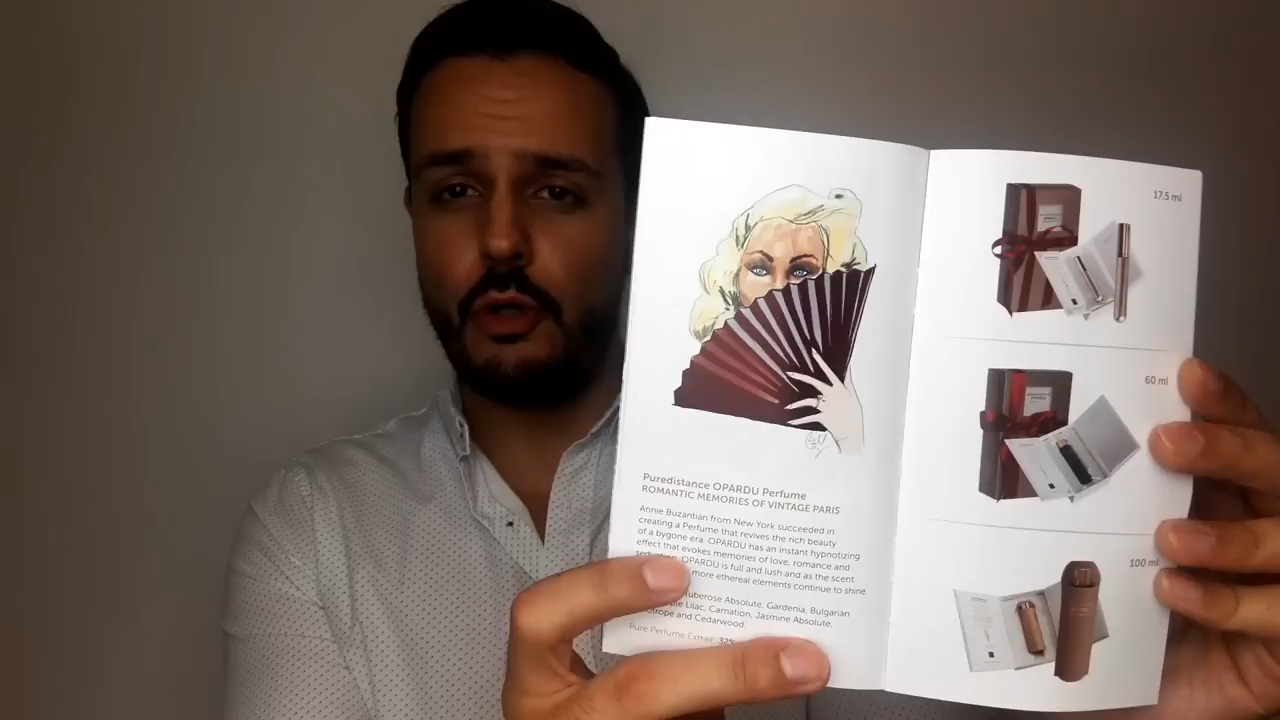 Puredistance OPARDU Perfume
ROMANTIC MEMORIES OF VINTAGE PARIS
Annie Buzantian from New York succeeded in
creating a Perfume that revives the rich beauty
of a bygone era. OPARDU has an instant hypnotizing
effect that evokes memories of love, romance and
OPARDU is full and lush and as the scent
more ethereal elements continue to shine.
Tuberose Absolute, Gardenia, Bulgarian
Lilac, Carnation, Jasmine Absolute,
and Cedarwood.
Pure Perfume Extrait: 32%
17.5 ml
60 ml
100 ml